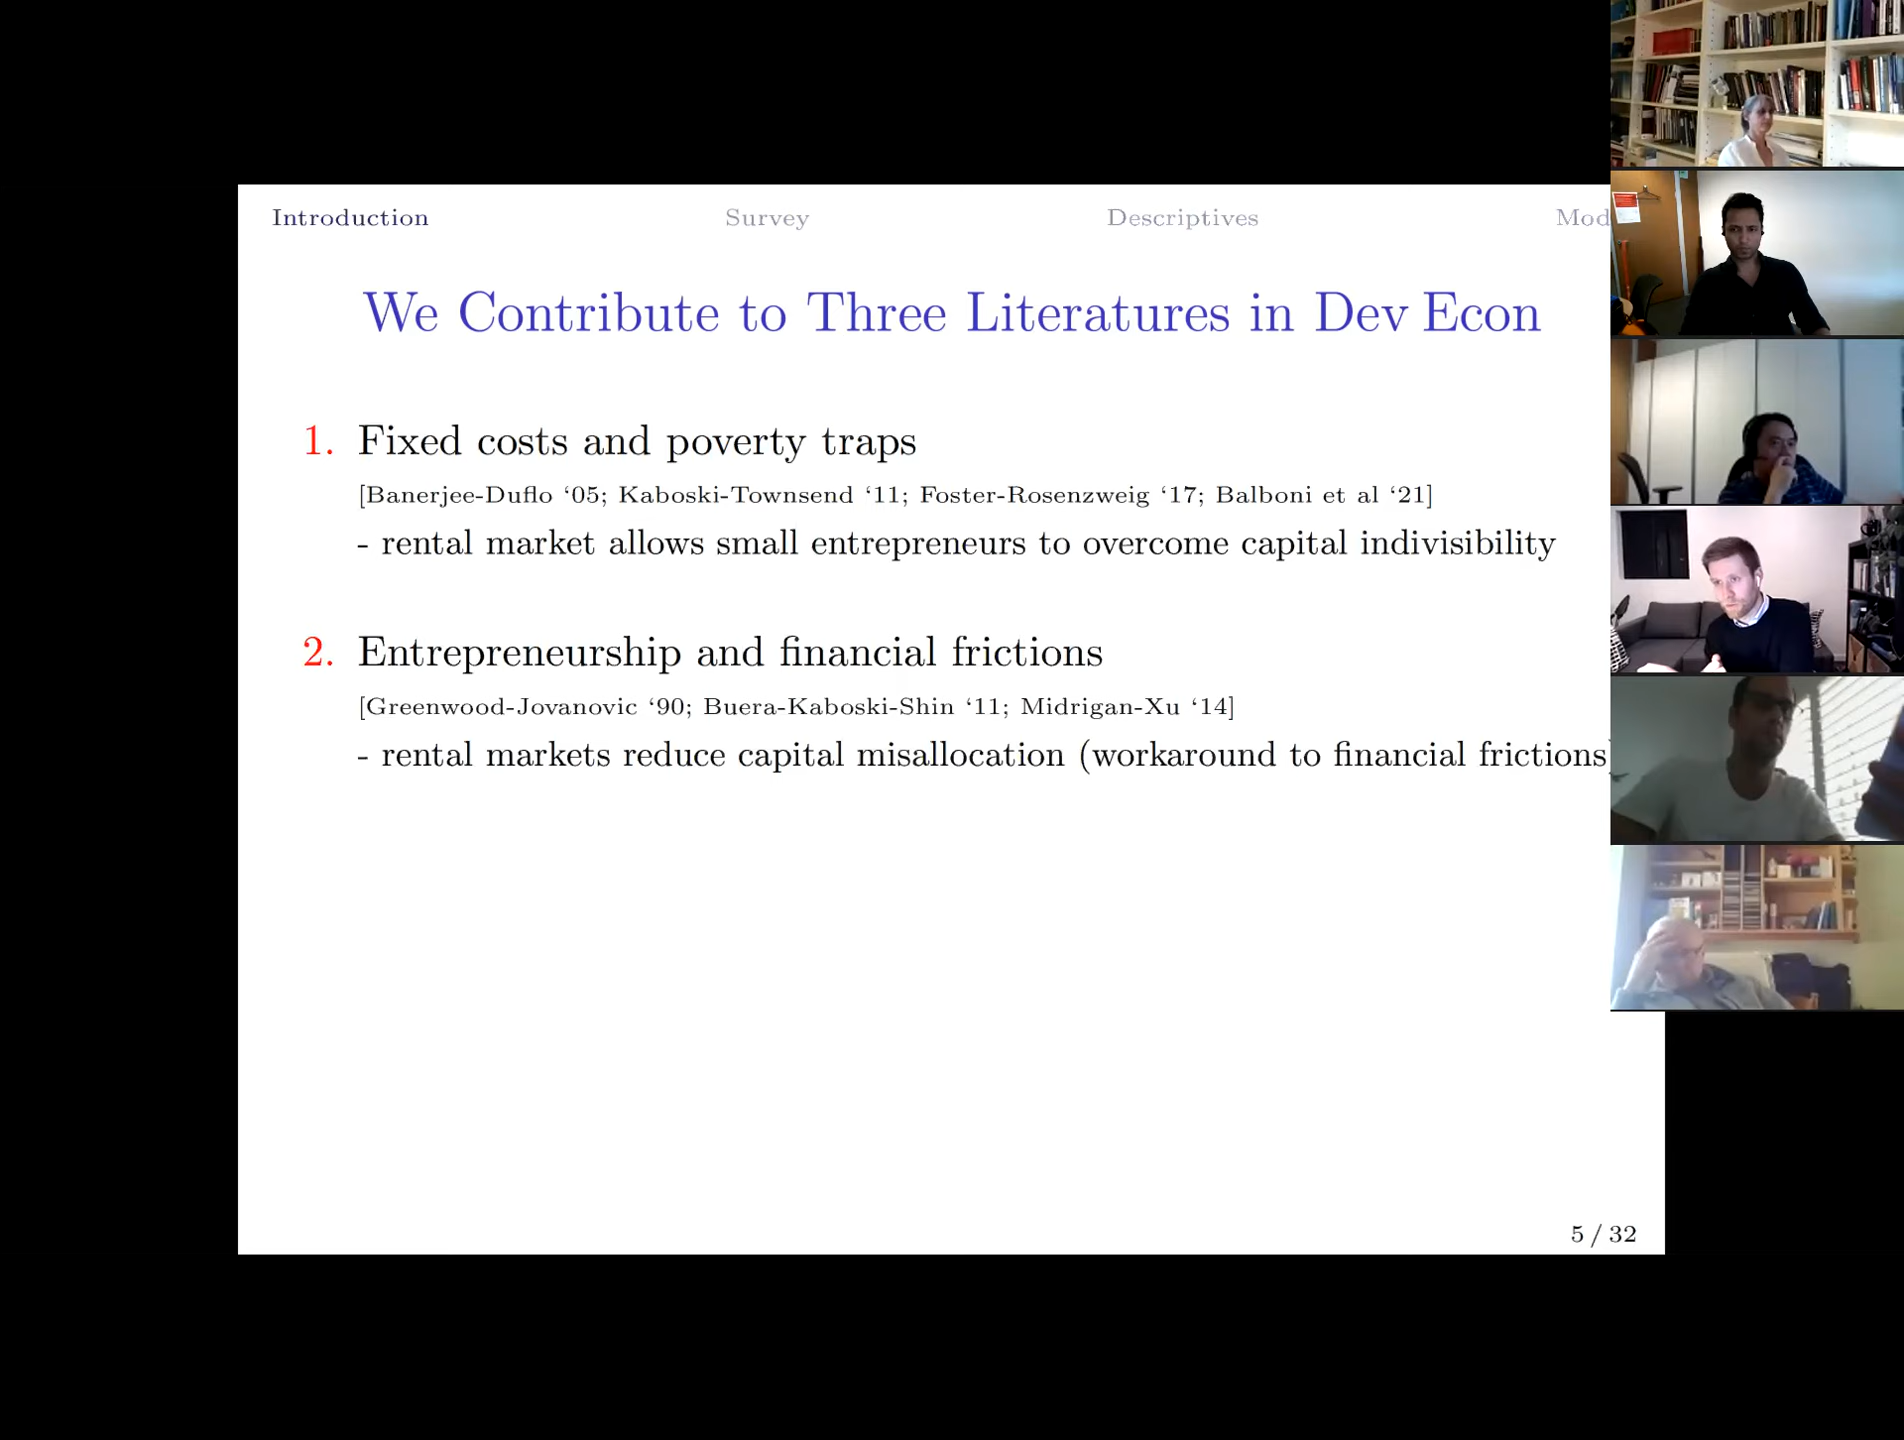 Introduction Survey Descriptives Mod
We Contribute to Three Literatures in Dev Econ
1. Fixed costs and poverty traps
[Banerjee-Duflo ‘05; Kaboski-Townsend ‘11; Foster-Rosenzweig ‘17; Balboni et al ‘21]
- rental market allows small entrepreneurs to overcome capital indivisibility
2. Entrepreneurship and financial frictions
[Greenwood-Jovanovic ‘90; Buera-Kaboski-Shin ‘11; Midrigan-Xu ‘14]
- rental markets reduce capital misallocation (workaround to financial frictions)
5 / 32